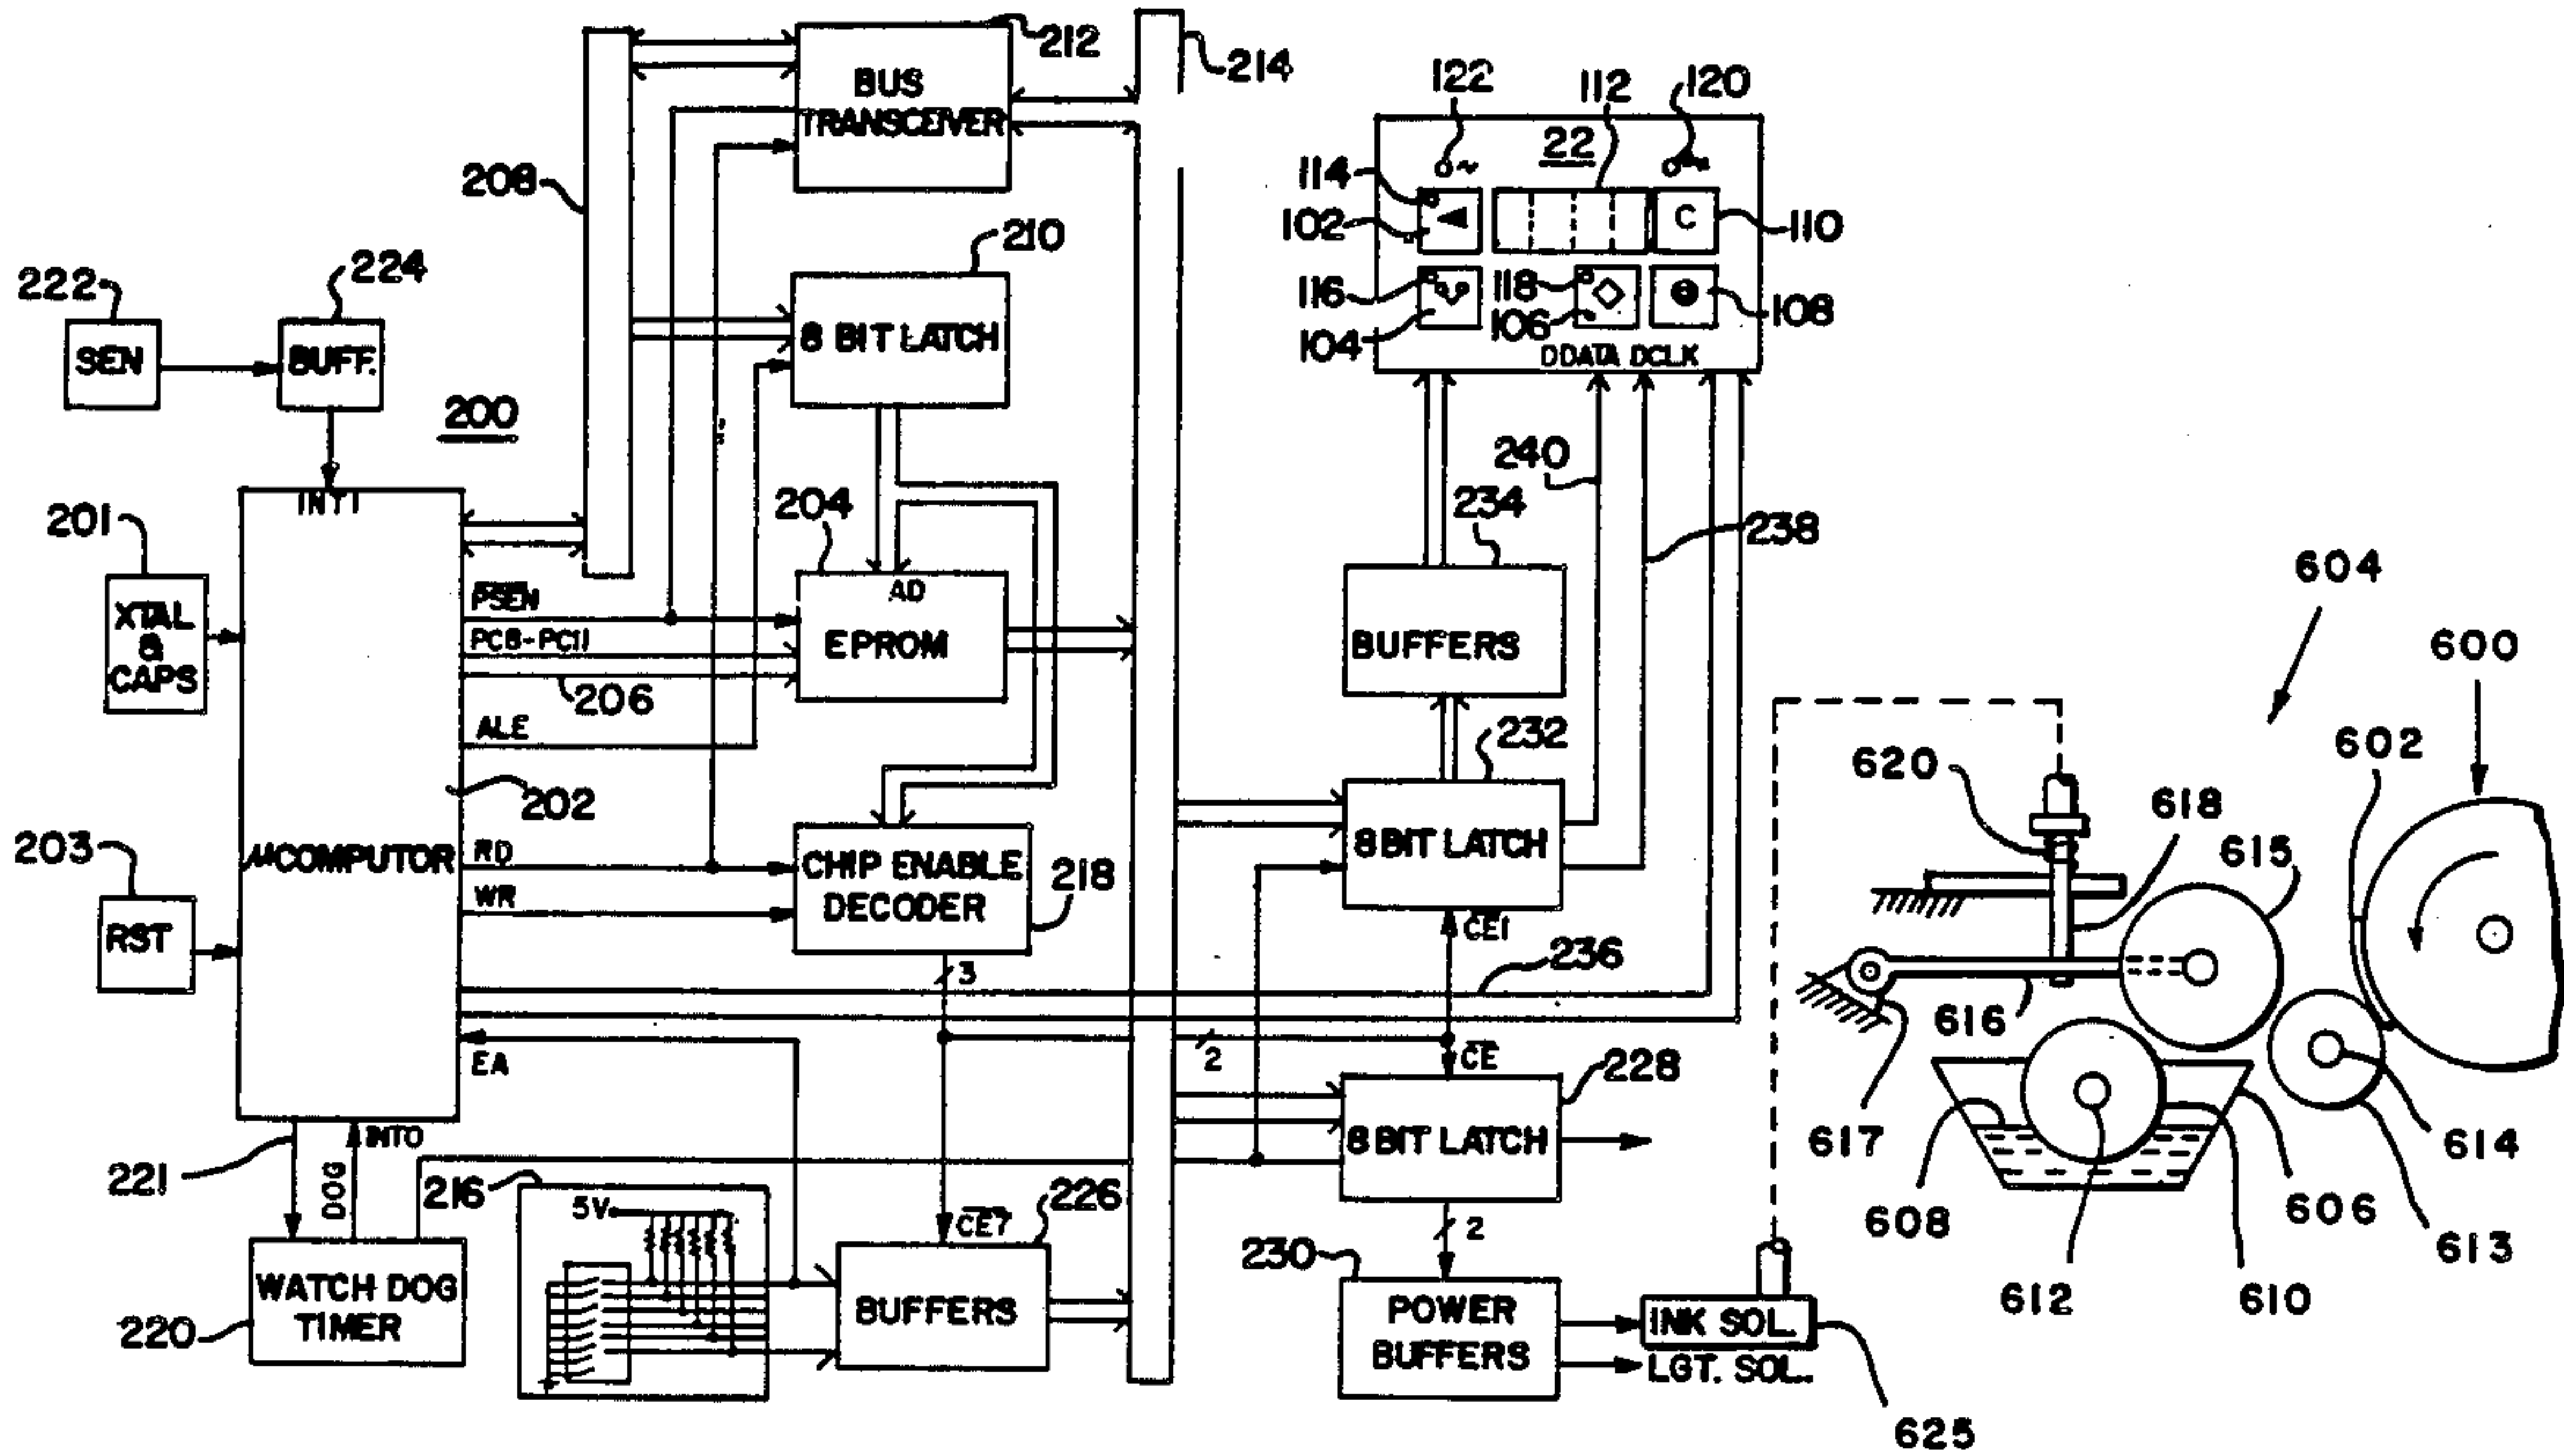 212
BUS
TRANSCEIVER
214
208
210
8 BIT LATCH
222
SEN
224
BUFF.
200
INT1
201
XTAL
&
CAPS
203
RST
PSEN
PC8-PC11
206
ALE
202
μCOMPUTOR
RD
WR
EA
204
AD
EPROM
CHIP ENABLE
DECODER
218
3
2
221
DOG
INTO
WATCH DOG
TIMER
220
216
5V
CE7
226
BUFFERS
122
22
112
120
114
102
C
110
116
104
118
106
108
DDATA
DCLK
240
234
238
BUFFERS
232
8 BIT LATCH
CE1
236
CE
228
8 BIT LATCH
2
230
POWER
BUFFERS
INK SOL.
LGT. SOL.
625
604
600
602
620
618
615
616
617
608
612
610
606
613
614